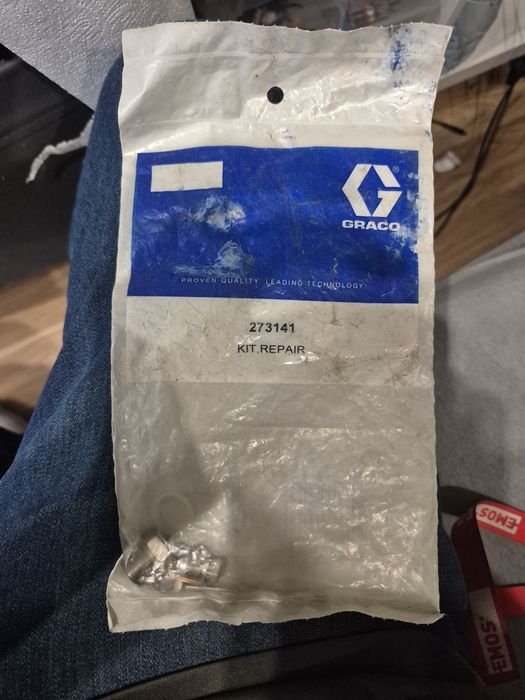 GRACO
PROVEN QUALITY. LEADING TECHNOLOGY.
273141
KIT,REPAIR
EMOS
EMOS